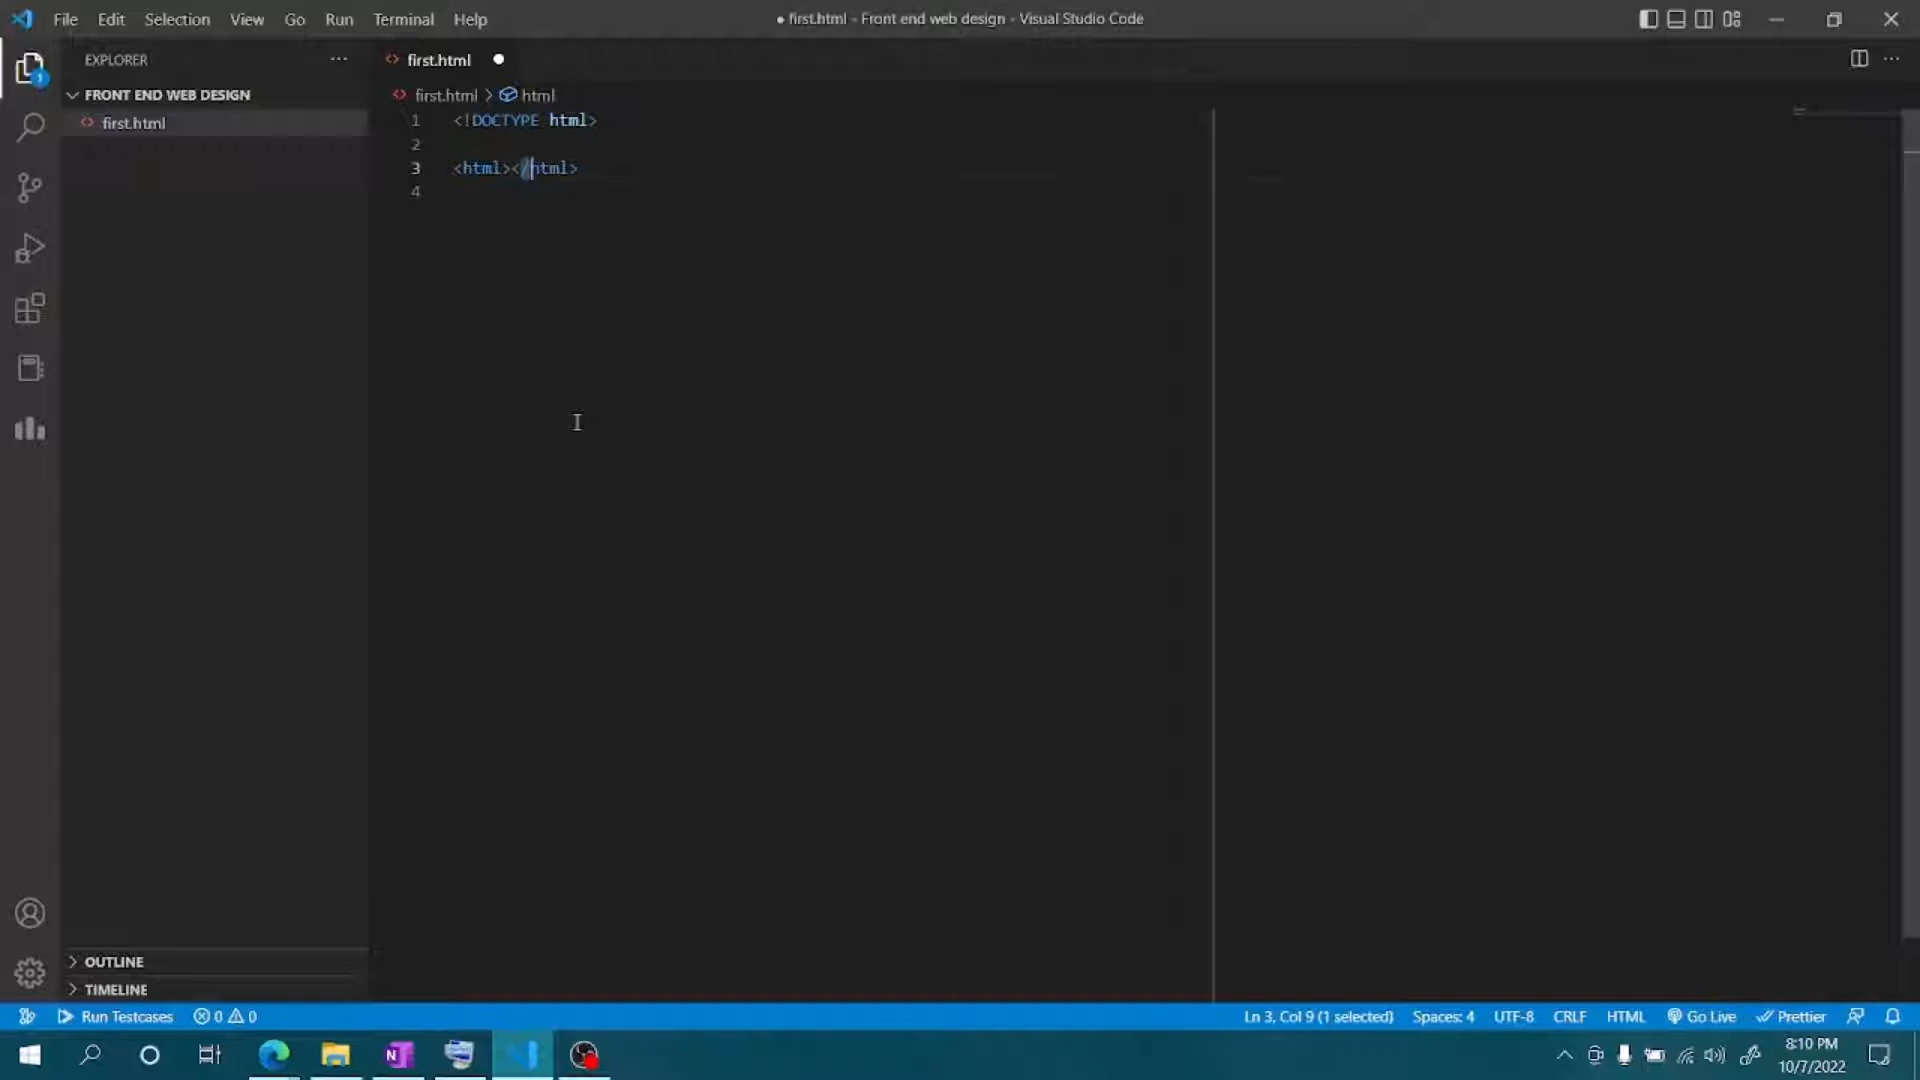 File Edit Selection View Go Run Terminal Help
● first.html - Front end web design - Visual Studio Code
EXPLORER
FRONT END WEB DESIGN
first.html
first.html
first.html > html
1 <!DOCTYPE html>
2
3 <html></html>
4
1
OUTLINE
TIMELINE
Run Testcases 0 0
Ln 3, Col 9 (1 selected) Spaces: 4 UTF-8 CRLF HTML Go Live Prettier
N
8:10 PM
10/7/2022